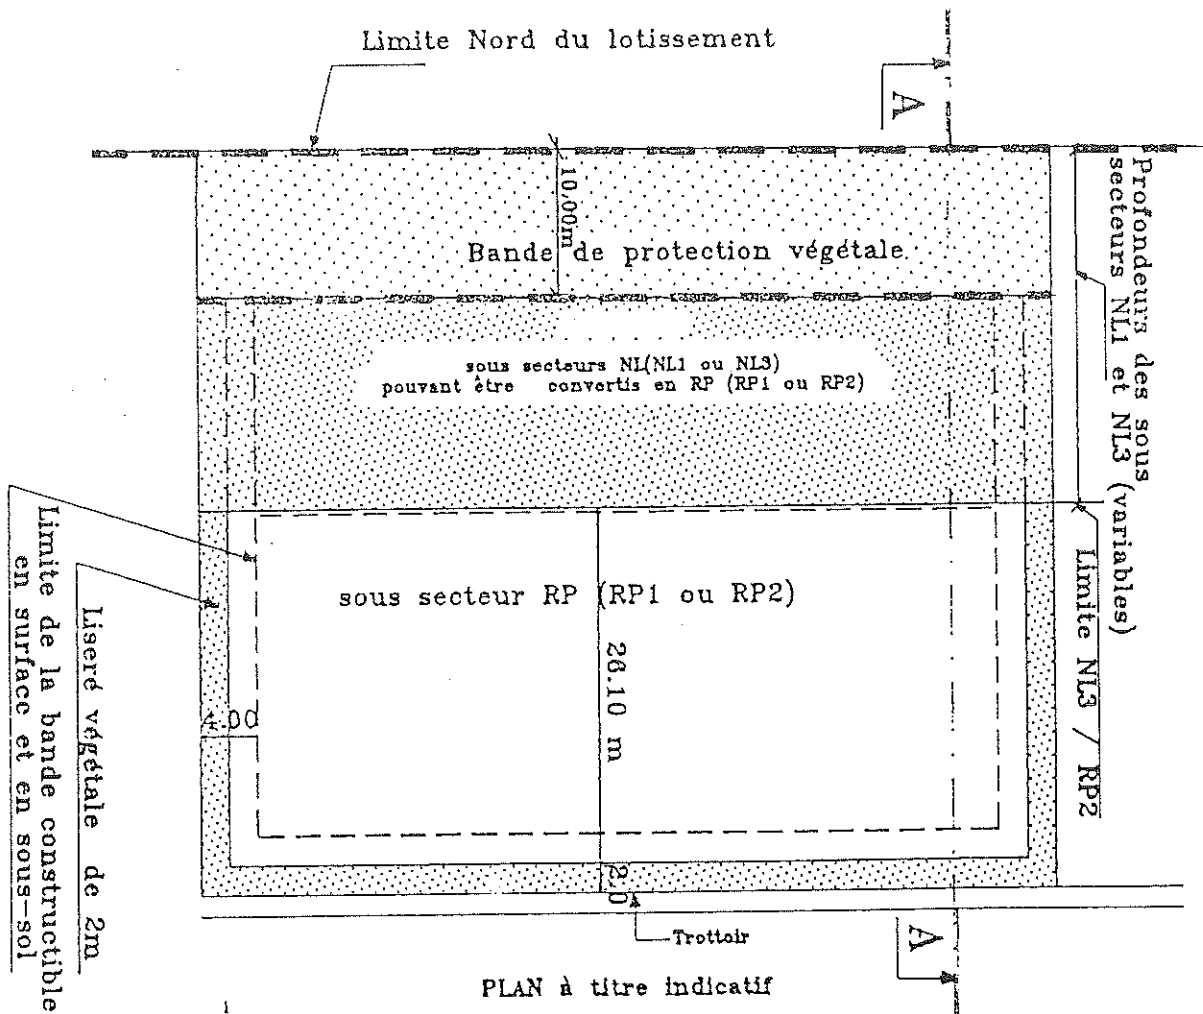 Limite Nord du lotissement
A
10.00m
Bande de protection végétale.
Profondeurs des sous
secteurs NL1 et NL3 (variables)
sous secteurs NL(NL1 ou NL3)
pouvant être convertis en RP (RP1 ou RP2)
Limite NL3 / RP2
sous secteur RP (RP1 ou RP2)
26.10 m
4.00
2.0
Liseré végétale de 2m
Limite de la bande constructible
en surface et en sous-sol
Trottoir
A
PLAN à titre indicatif